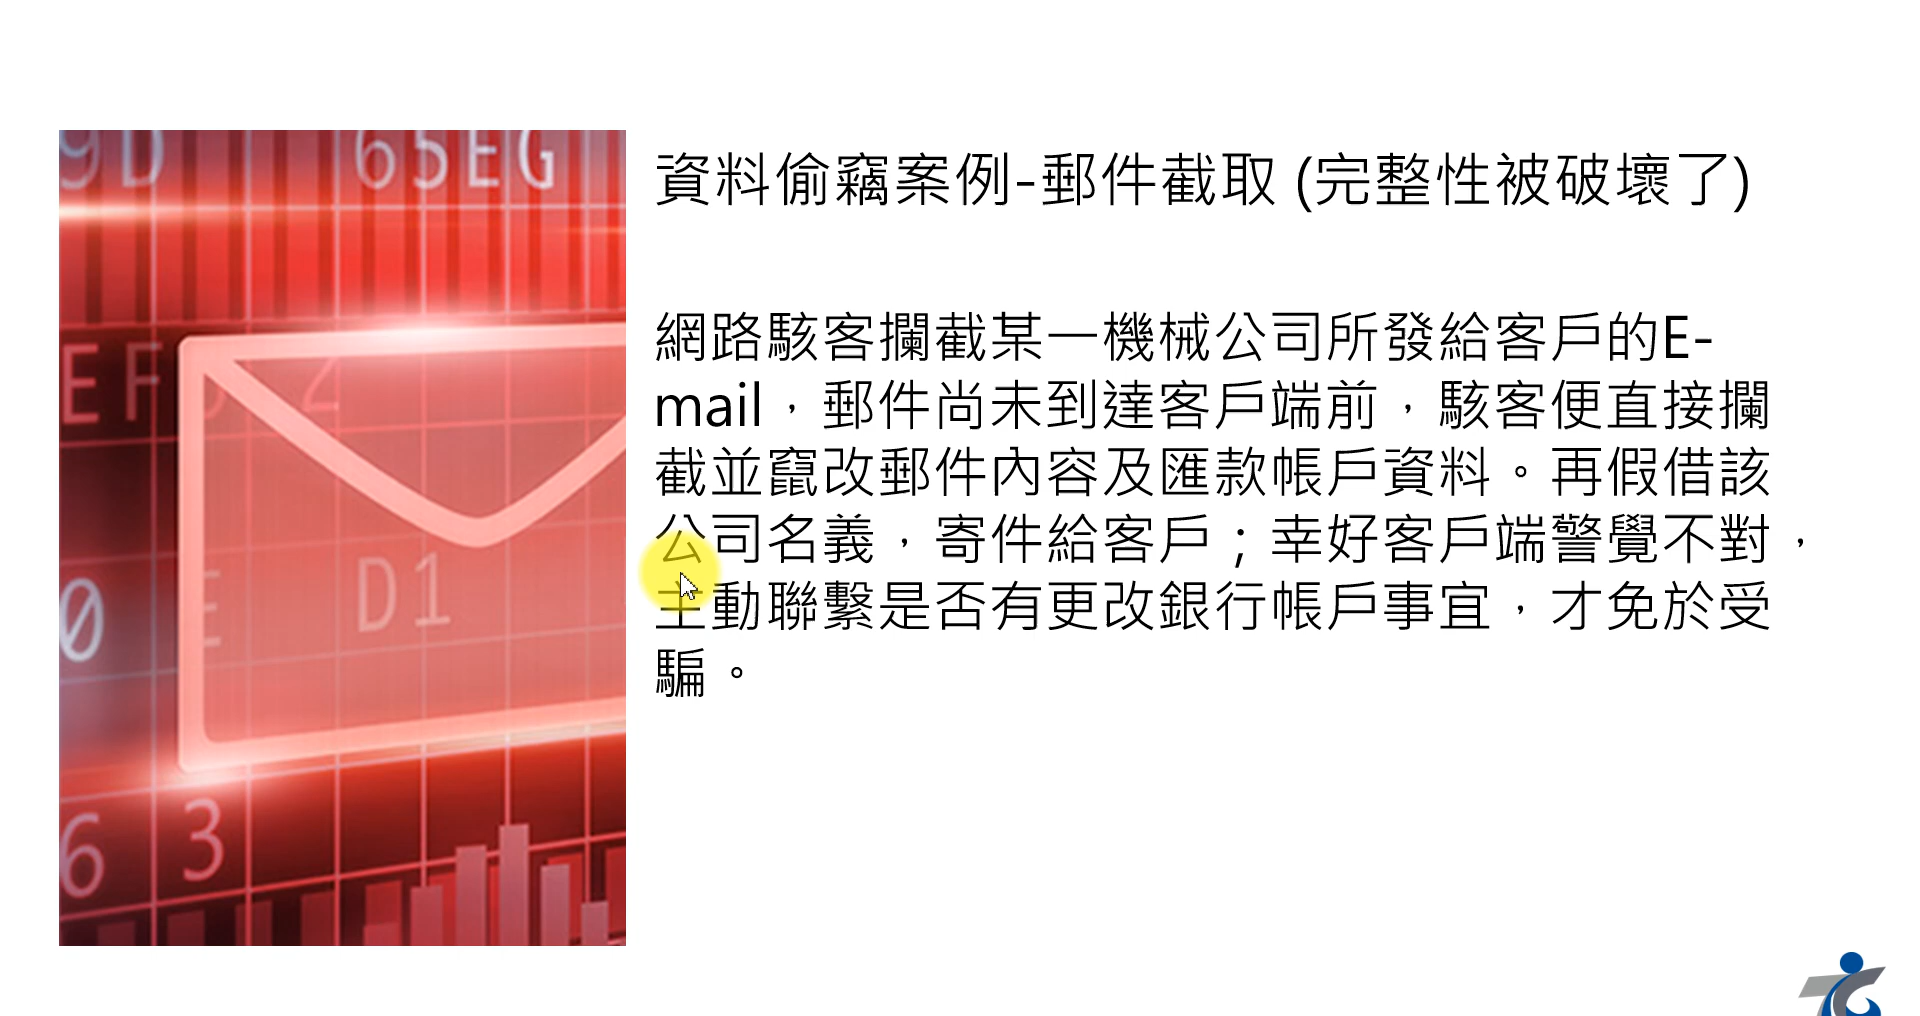 9D 65EG
資料偷竊案例-郵件截取 (完整性被破壞了)
網路駭客攔截某一機械公司所發給客戶的E-
mail，郵件尚未到達客戶端前，駭客便直接攔
截並竄改郵件內容及匯款帳戶資料。再假借該
公司名義，寄件給客戶；幸好客戶端警覺不對，
主動聯繫是否有更改銀行帳戶事宜，才免於受
騙。
EF 2
D1
0 E
6 3